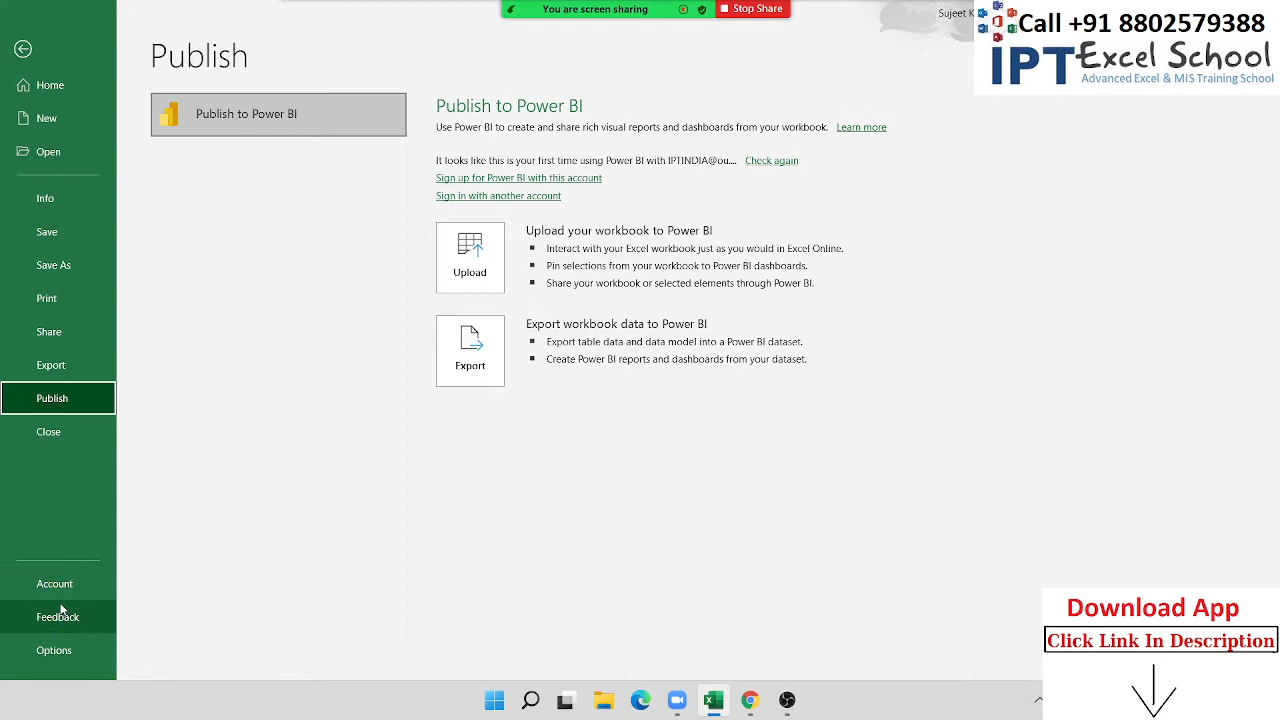 You are screen sharing
Stop Share
Sujeet K
Call +91 8802579388
IPT Excel School
Advanced Excel & MIS Training School
Publish
Home
New
Open
Info
Save
Save As
Print
Share
Export
Publish
Close
Account
Feedback
Options
Publish to Power BI
Publish to Power BI
Use Power BI to create and share rich visual reports and dashboards from your workbook. Learn more
It looks like this is your first time using Power BI with IPTINDIA@ou.... Check again
Sign up for Power BI with this account
Sign in with another account
Upload
Upload your workbook to Power BI
Interact with your Excel workbook just as you would in Excel Online.
Pin selections from your workbook to Power BI dashboards.
Share your workbook or selected elements through Power BI.
Export
Export workbook data to Power BI
Export table data and data model into a Power BI dataset.
Create Power BI reports and dashboards from your dataset.
Download App
Click Link In Description